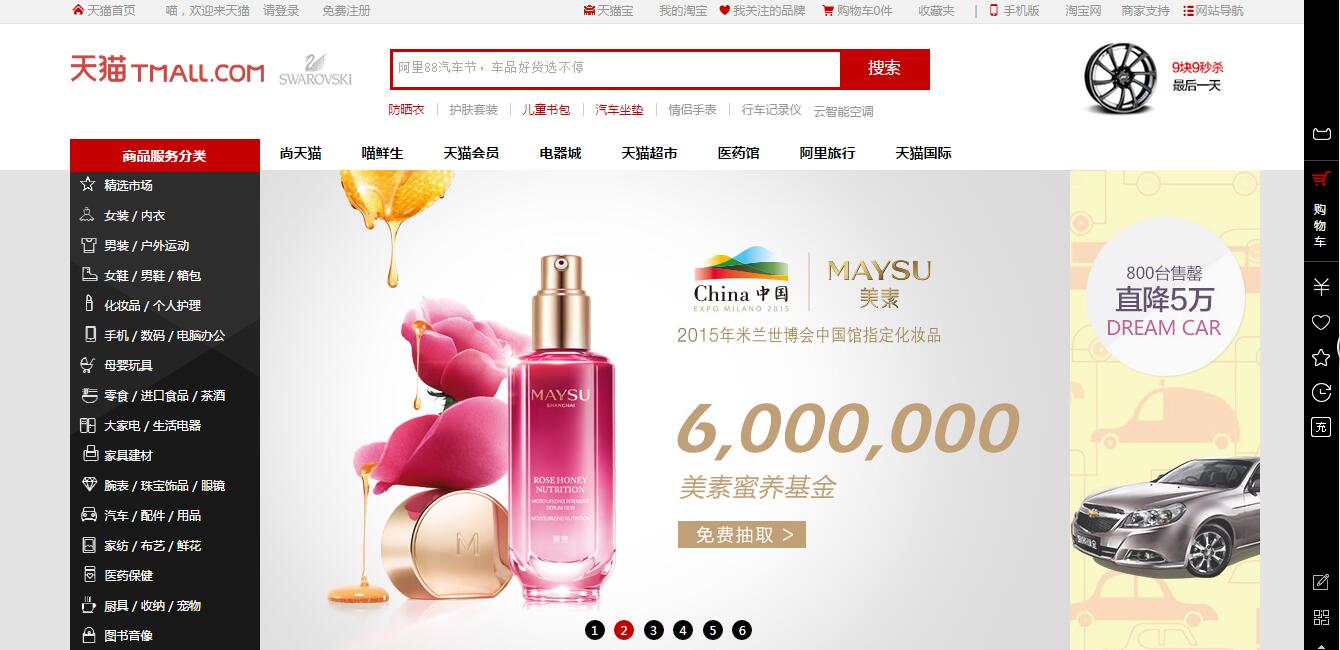 天猫首页 喵，欢迎来天猫 请登录 免费注册 天猫宝 我的淘宝 我关注的品牌 购物车0件 收藏夹 | 手机版 淘宝网 商家支持 网站导航
天猫 TMALL.COM
SWAROVSKI
阿里88汽车节，车品好货选不停
搜索
9块9秒杀
最后一天
防晒衣 护肤套装 儿童书包 汽车坐垫 情侣手表 行车记录仪 云智能空调
商品服务分类
尚天猫 喵鲜生 天猫会员 电器城 天猫超市 医药馆 阿里旅行 天猫国际
精选市场
女装 / 内衣
男装 / 户外运动
女鞋 / 男鞋 / 箱包
化妆品 / 个人护理
手机 / 数码 / 电脑办公
母婴玩具
零食 / 进口食品 / 茶酒
大家电 / 生活电器
家具建材
腕表 / 珠宝饰品 / 眼镜
汽车 / 配件 / 用品
家纺 / 布艺 / 鲜花
医药保健
厨具 / 收纳 / 宠物
图书音像
MAYSU
SHANGHAI
ROSE HONEY
NUTRITION
MOISTURIZING INTENSIVE
SERUM DEW
MOISTURIZING NUTRITION
美素
M
China 中国
EXPO MILANO 2015
MAYSU
美素
2015年米兰世博会中国馆指定化妆品
6,000,000
美素蜜养基金
免费抽取 >
1 2 3 4 5 6
800台售罄
直降5万
DREAM CAR
购
物
车
充